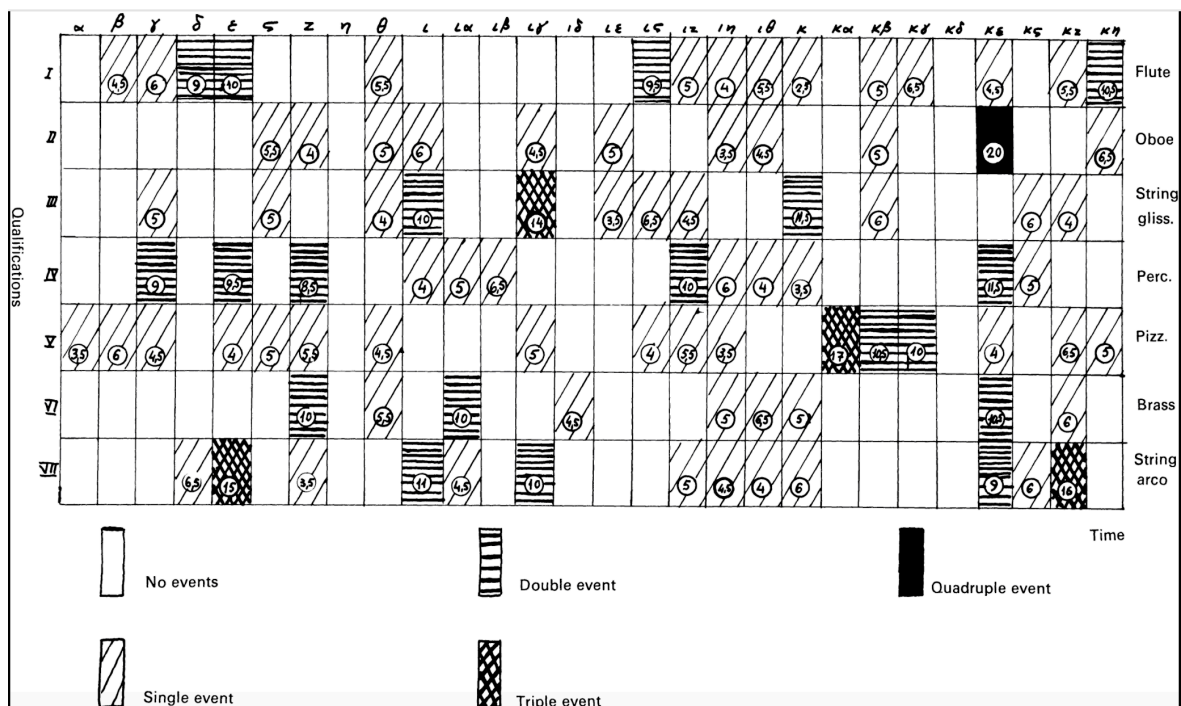 α β γ δ ε ς z η θ ι ια ιβ ιγ ιδ ιε ις ιz ιη ιθ κ κα κβ κγ κδ κε κς κz κη
Qualifications
I 4,5 6 9 10 5,5 9,5 5 4 5,5 2,5 5 6,5 4,5 5,5 10,5 Flute
II 5,5 4 5 6 4,5 5 3,5 4,5 5 20 6,5 Oboe
III 5 5 4 10 14 3,5 6,5 4,5 11,5 6 6 4 String
gliss.
IV 9 9,5 8,5 4 5 6,5 10 6 4 3,5 11,5 5 Perc.
V 3,5 6 4,5 4 5 5,5 4,5 5 4 5,5 3,5 17 10,5 10 4 6,5 5 Pizz.
VI 10 5,5 10 4,5 5 6,5 5 10,5 6 Brass
VII 6,5 15 3,5 11 4,5 10 5 4,5 4 6 9 6 16 String
arco
Time
No events
Double event
Quadruple event
Single event
Triple event